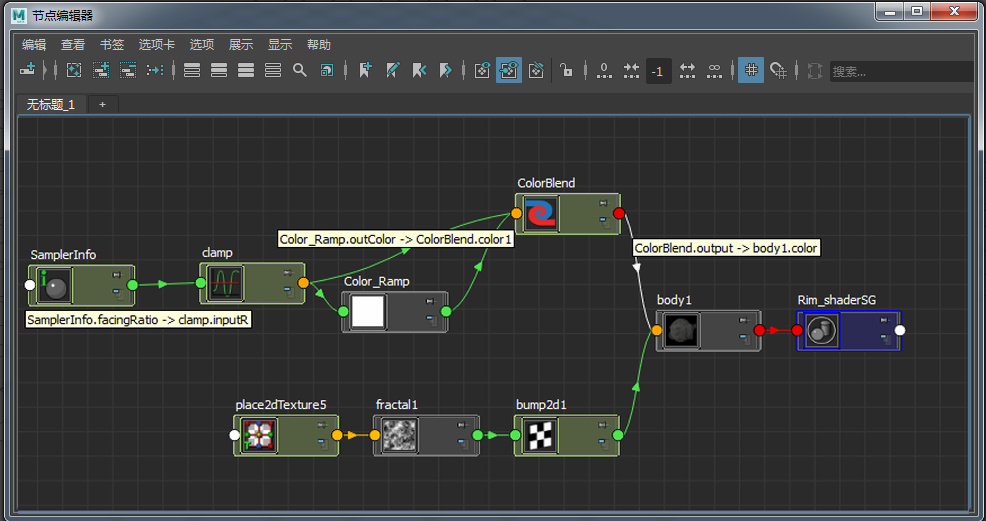 节点编辑器
编辑 查看 书签 选项卡 选项 展示 显示 帮助
0 -1 ∞ 搜索...
无标题_1 +
ColorBlend
Color_Ramp.outColor -> ColorBlend.color1
ColorBlend.output -> body1.color
SamplerInfo
clamp
Color_Ramp
body1
Rim_shaderSG
SamplerInfo.facingRatio -> clamp.inputR
place2dTexture5
fractal1
bump2d1